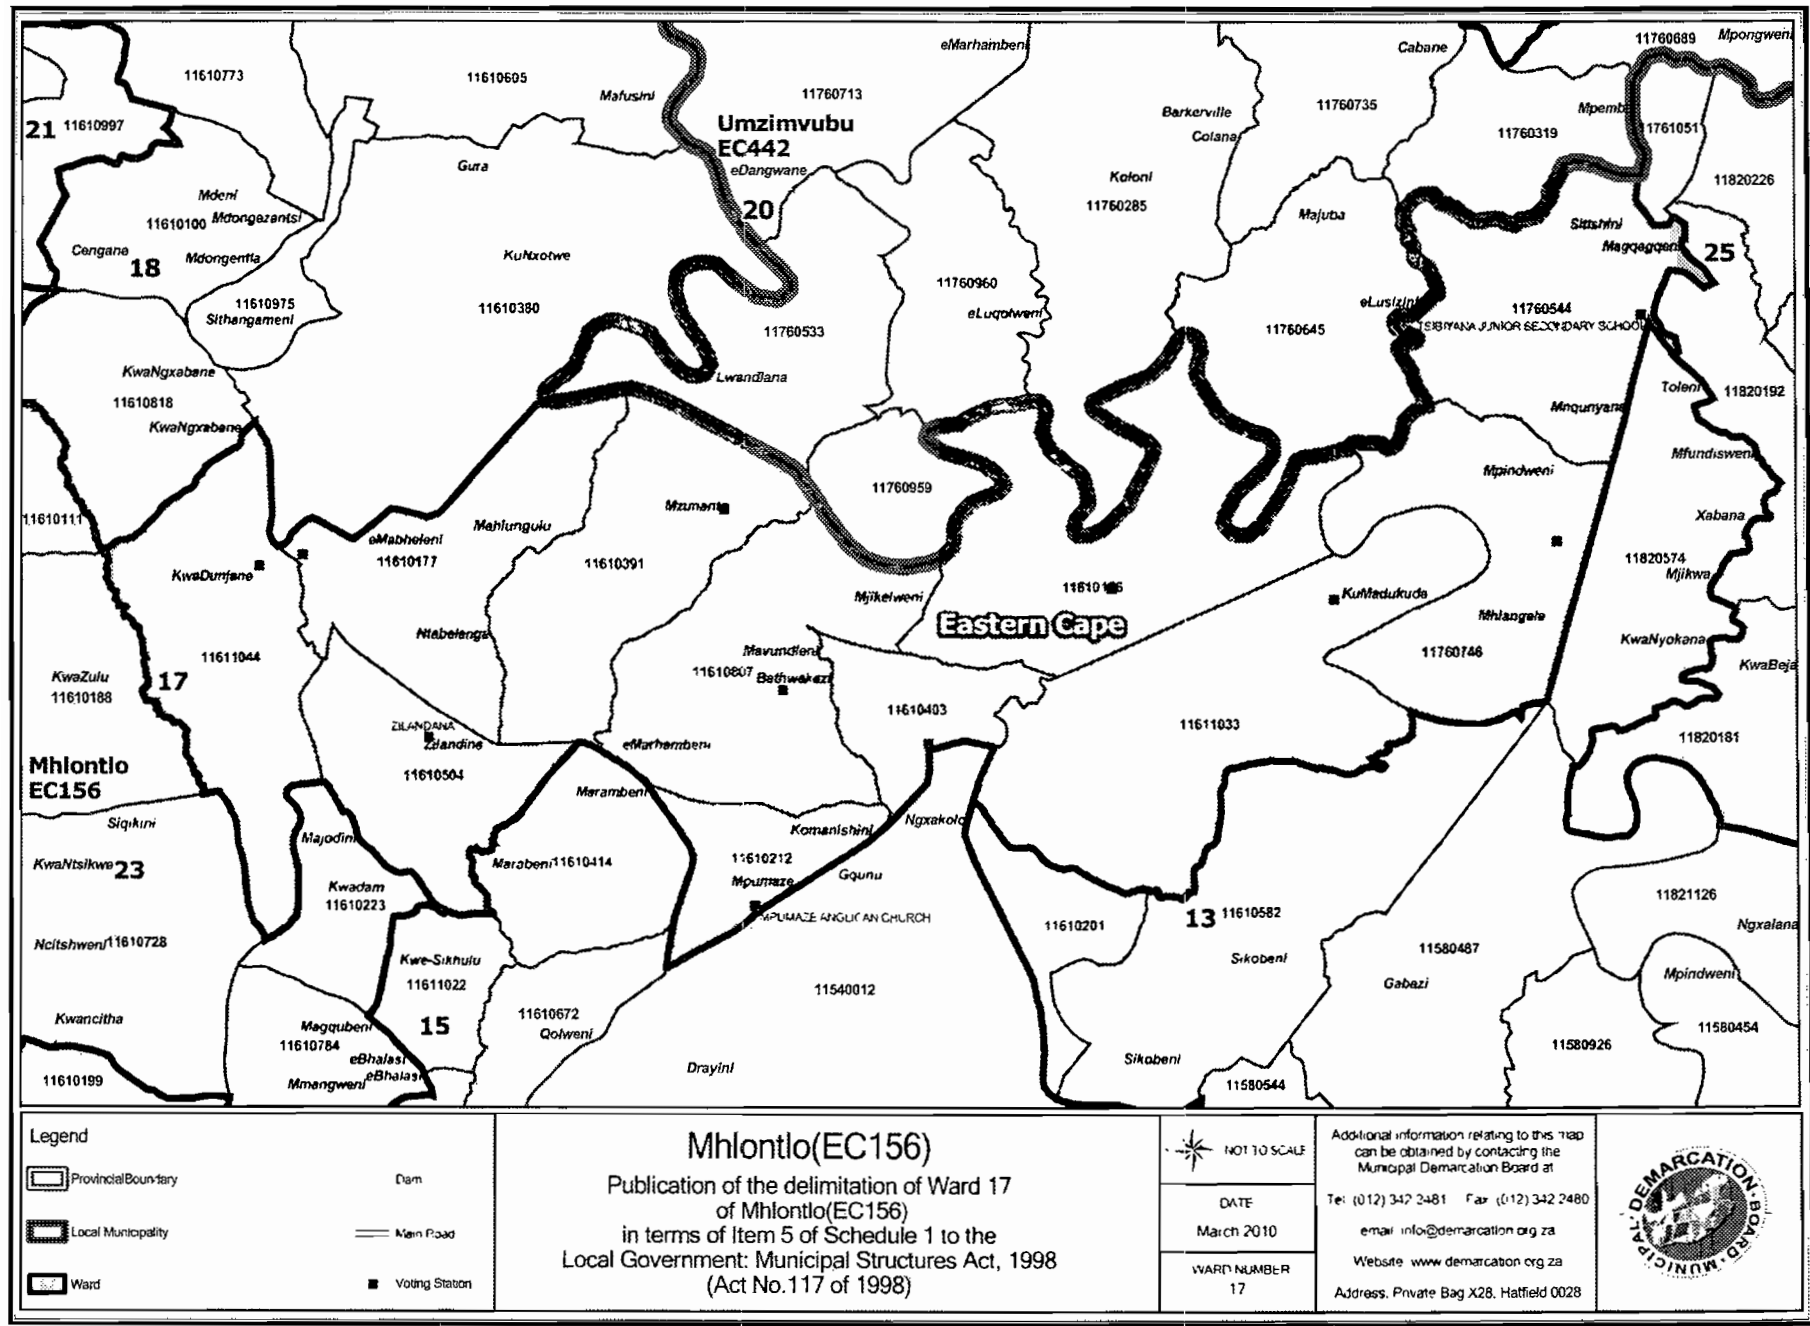 11760689
Mpongweni
eMarhambeni
Cabane
11610773
11610605
Mafusini
11760713
Barkerville
11760735
Mpemb
11760319
11761051
21
11610997
Umzimvubu
EC442
Colana
Gura
eDangwane
Koloni
11820226
Mdeni
11610100
Mdongazantsi
20
11760285
Majuba
Sitishini
Magqagqeni
25
Cengane
18
Mdongentla
KuNxotwe
11610975
Sithangameni
11610380
11760960
eLuqolweni
eLusizini
11760544
TSIBIYANA JUNIOR SECONDARY SCHOOL
11760533
11760645
KwaNgxabane
11610818
KwaNgxabane
Lwandlana
Toleni
11820192
Mnqunyana
Mfundisweni
Mpindweni
11760959
Mzumante
Xabana
11610111
Mahlungulu
eMabheleni
11610177
11610391
11820574
Mjikwa
KwaDunjane
Mjikelweni
KuMadukuda
Mhlangala
Eastern Cape
Ntabelanga
KwaNyokana
KwaBeja
11611044
Mavundleni
11610807
Bathwakazi
11760746
KwaZulu
11610188
17
11610403
11611033
ZILANDANA
Zilandine
eMarhambeni
11820181
Mhlontlo
EC156
11610504
Marambeni
Siqikini
Majodini
Komanishini
Ngxakolo
KwaNtsikwe
23
Marabeni
11610414
11610212
Mpumaze
Gqunu
Kwadam
11610223
MPUMAZE ANGLICAN CHURCH
11610201
13
11610582
11821126
Ngxalana
Ncitshweni
11610728
Kwe-Sikhulu
11611022
Sikobeni
11580487
Gabazi
Mpindweni
11540012
Kwancitha
Magqubeni
11610784
15
11610672
Qolweni
11580454
11580926
eBhalasi
eBhalasi
Mmangweni
11610199
Drayini
Sikobeni
11580544
Legend
Provincial Boundary
Dam
Local Municipality
Main Road
Ward
Voting Station
Mhlontlo(EC156)
Publication of the delimitation of Ward 17
of Mhlontlo(EC156)
in terms of Item 5 of Schedule 1 to the
Local Government: Municipal Structures Act, 1998
(Act No.117 of 1998)
NOT TO SCALE
DATE
March 2010
WARD NUMBER
17
Additional information relating to this map
can be obtained by contacting the
Municipal Demarcation Board at
Tel: (012) 342 2481 Fax: (012) 342 2480
email: info@demarcation.org.za
Website: www.demarcation.org.za
Address. Private Bag X28, Hatfield 0028
MUNICIPAL DEMARCATION BOARD